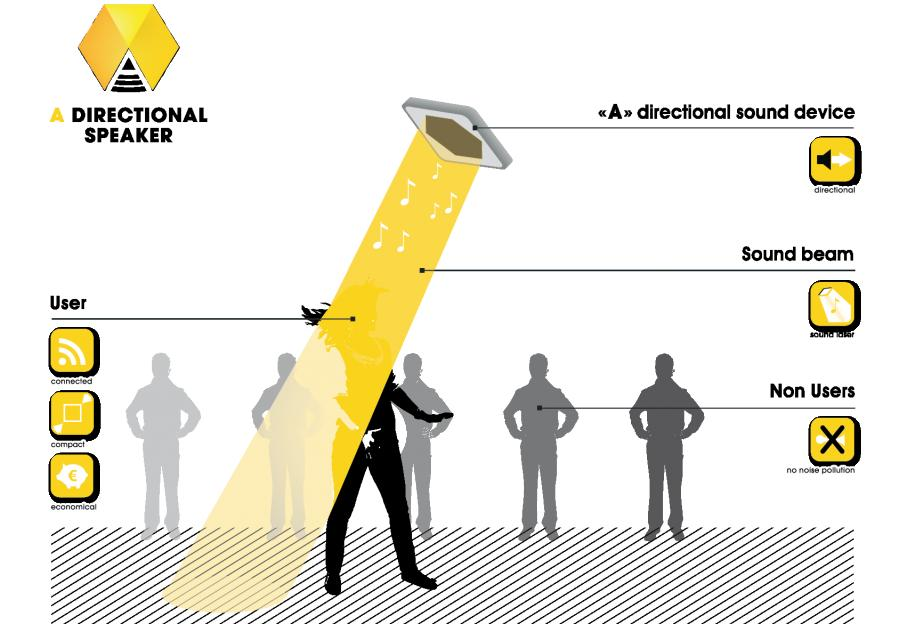 A DIRECTIONAL
SPEAKER
«A» directional sound device
directional
Sound beam
sound laser
User
connected
compact
economical
Non Users
no noise pollution